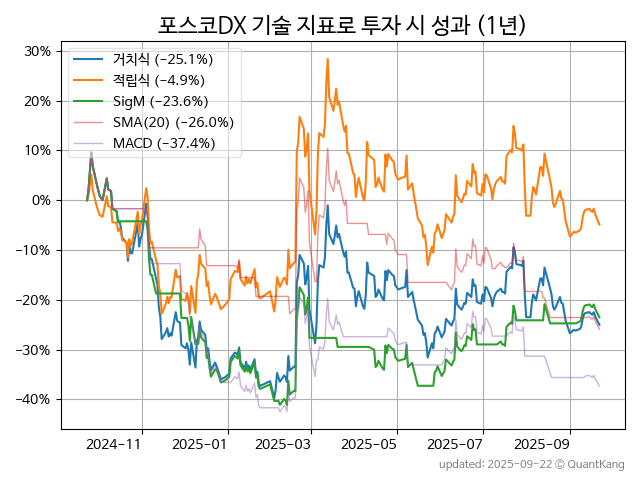 포스코DX 기술 지표로 투자 시 성과 (1년)
30%
20%
10%
0%
−10%
−20%
−30%
−40%
거치식 (−25.1%)
적립식 (−4.9%)
SigM (−23.6%)
SMA(20) (−26.0%)
MACD (−37.4%)
2024-11
2025-01
2025-03
2025-05
2025-07
2025-09
updated: 2025-09-22 © QuantKang